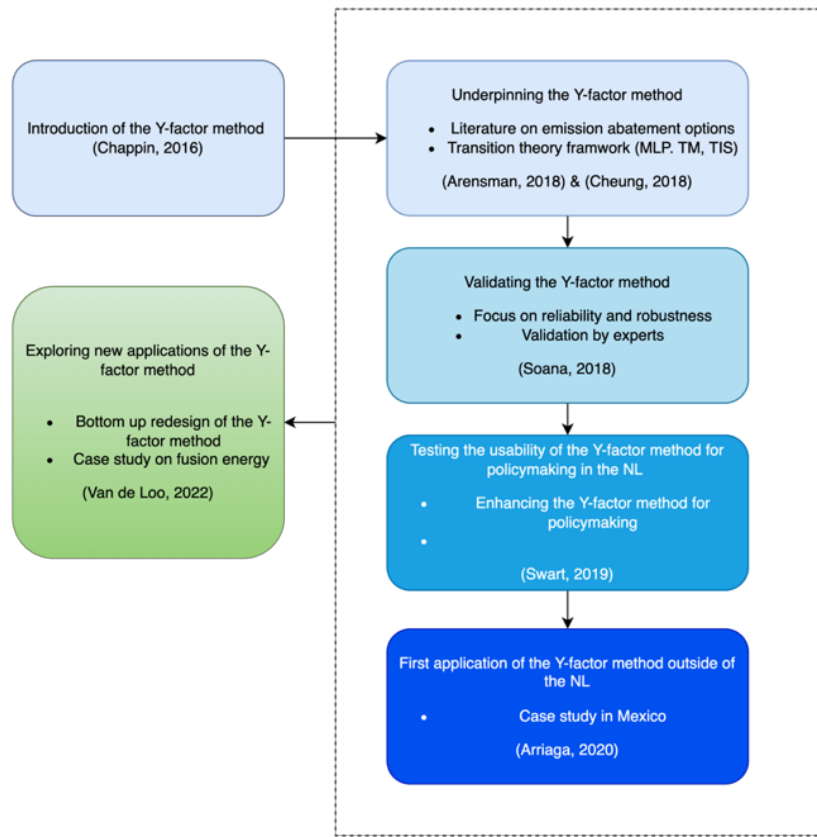 Introduction of the Y-factor method
(Chappin, 2016)
Underpinning the Y-factor method
• Literature on emission abatement options
• Transition theory framwork (MLP. TM, TIS)
(Arensman, 2018) & (Cheung, 2018)
Validating the Y-factor method
• Focus on reliability and robustness
• Validation by experts
(Soana, 2018)
Testing the usability of the Y-factor method for
policymaking in the NL
• Enhancing the Y-factor method for
policymaking
•
(Swart, 2019)
First application of the Y-factor method outside of
the NL
• Case study in Mexico
(Arriaga, 2020)
Exploring new applications of the Y-
factor method
• Bottom up redesign of the Y-
factor method
• Case study on fusion energy
(Van de Loo, 2022)